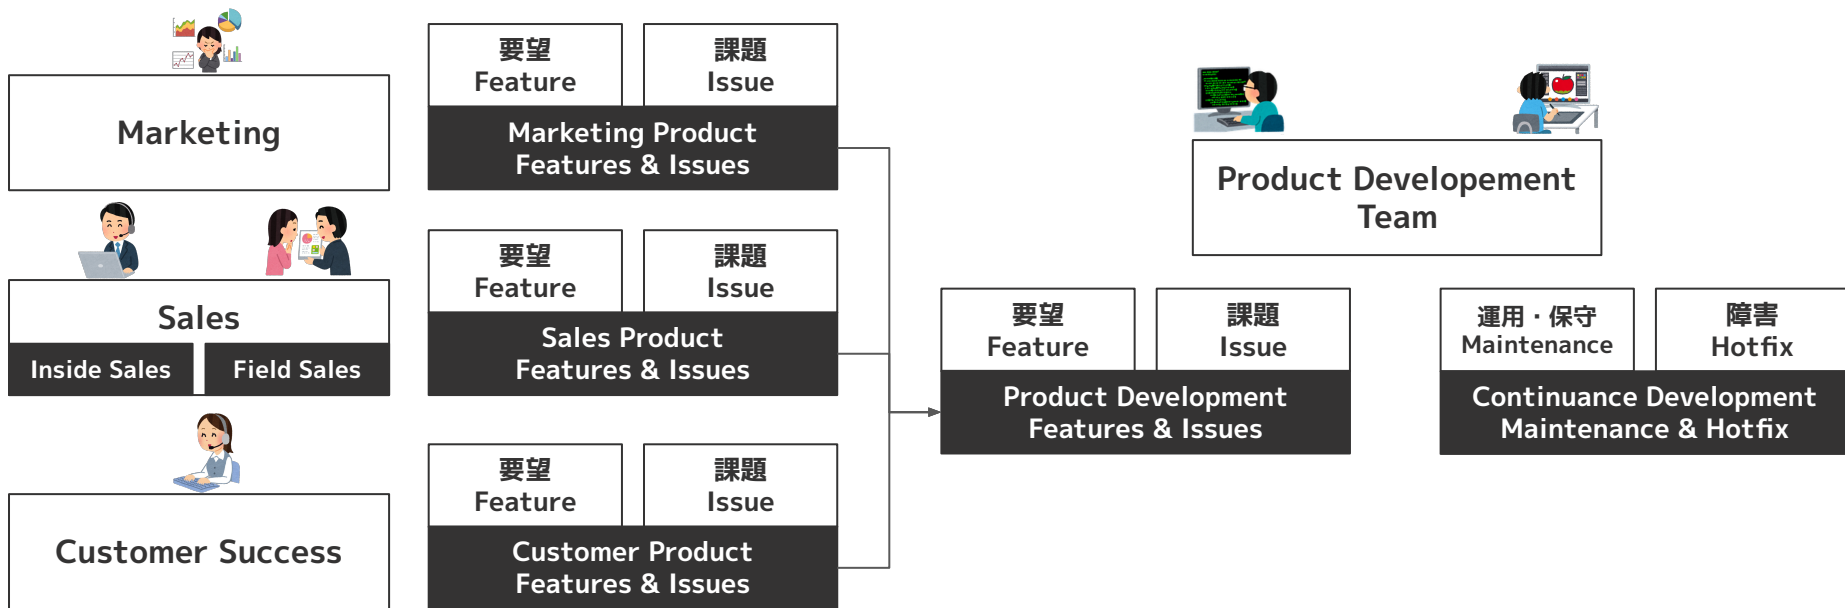 Marketing
要望
Feature
課題
Issue
Marketing Product
Features & Issues
Sales
Inside Sales
Field Sales
要望
Feature
課題
Issue
Sales Product
Features & Issues
Customer Success
要望
Feature
課題
Issue
Customer Product
Features & Issues
Product Developement
Team
要望
Feature
課題
Issue
Product Development
Features & Issues
運用・保守
Maintenance
障害
Hotfix
Continuance Development
Maintenance & Hotfix